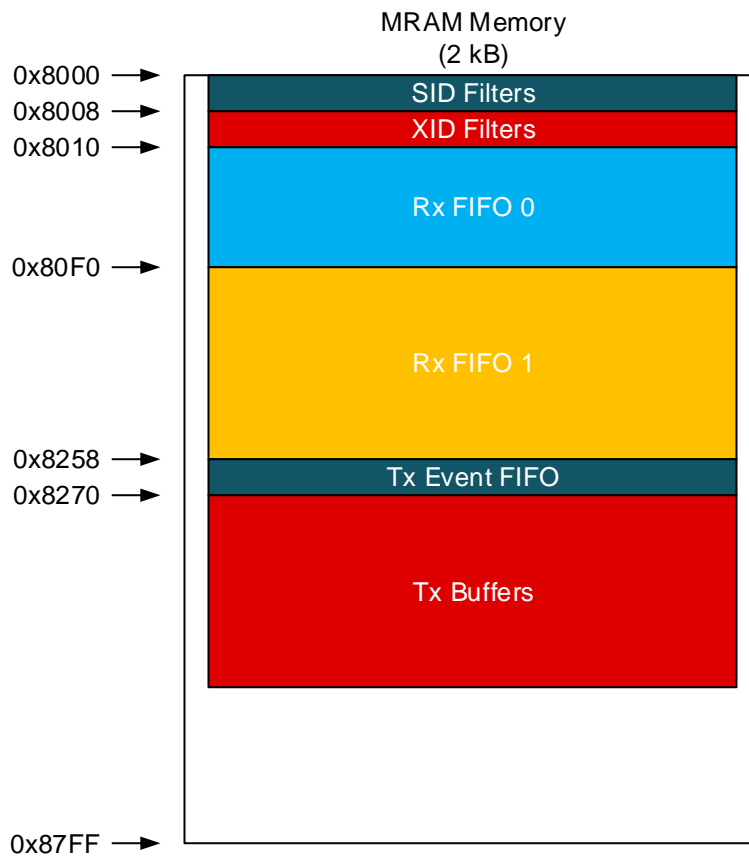 MRAM Memory
(2 kB)
0x8000
SID Filters
0x8008
XID Filters
0x8010
Rx FIFO 0
0x80F0
Rx FIFO 1
0x8258
Tx Event FIFO
0x8270
Tx Buffers
0x87FF